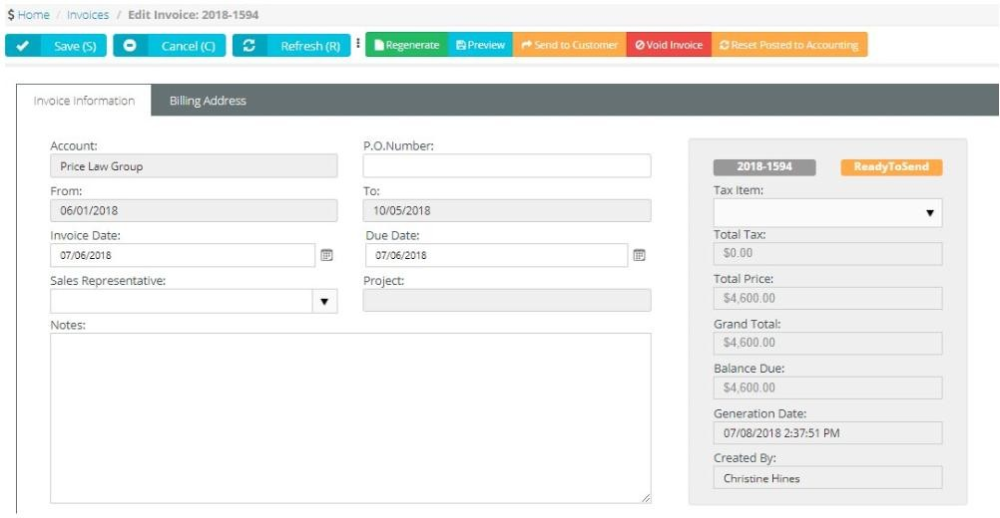 $ Home / Invoices / Edit Invoice: 2018-1594
Save (S) Cancel (C) Refresh (R) Regenerate Preview Send to Customer Void Invoice Reset Posted to Accounting
Invoice Information Billing Address
Account: P.O.Number:
Price Law Group
From: To:
06/01/2018 10/05/2018
Invoice Date: Due Date:
07/06/2018 07/06/2018
Sales Representative: Project:
Notes:
2018-1594 ReadyToSend
Tax Item:
Total Tax:
$0.00
Total Price:
$4,600.00
Grand Total:
$4,600.00
Balance Due:
$4,600.00
Generation Date:
07/08/2018 2:37:51 PM
Created By:
Christine Hines